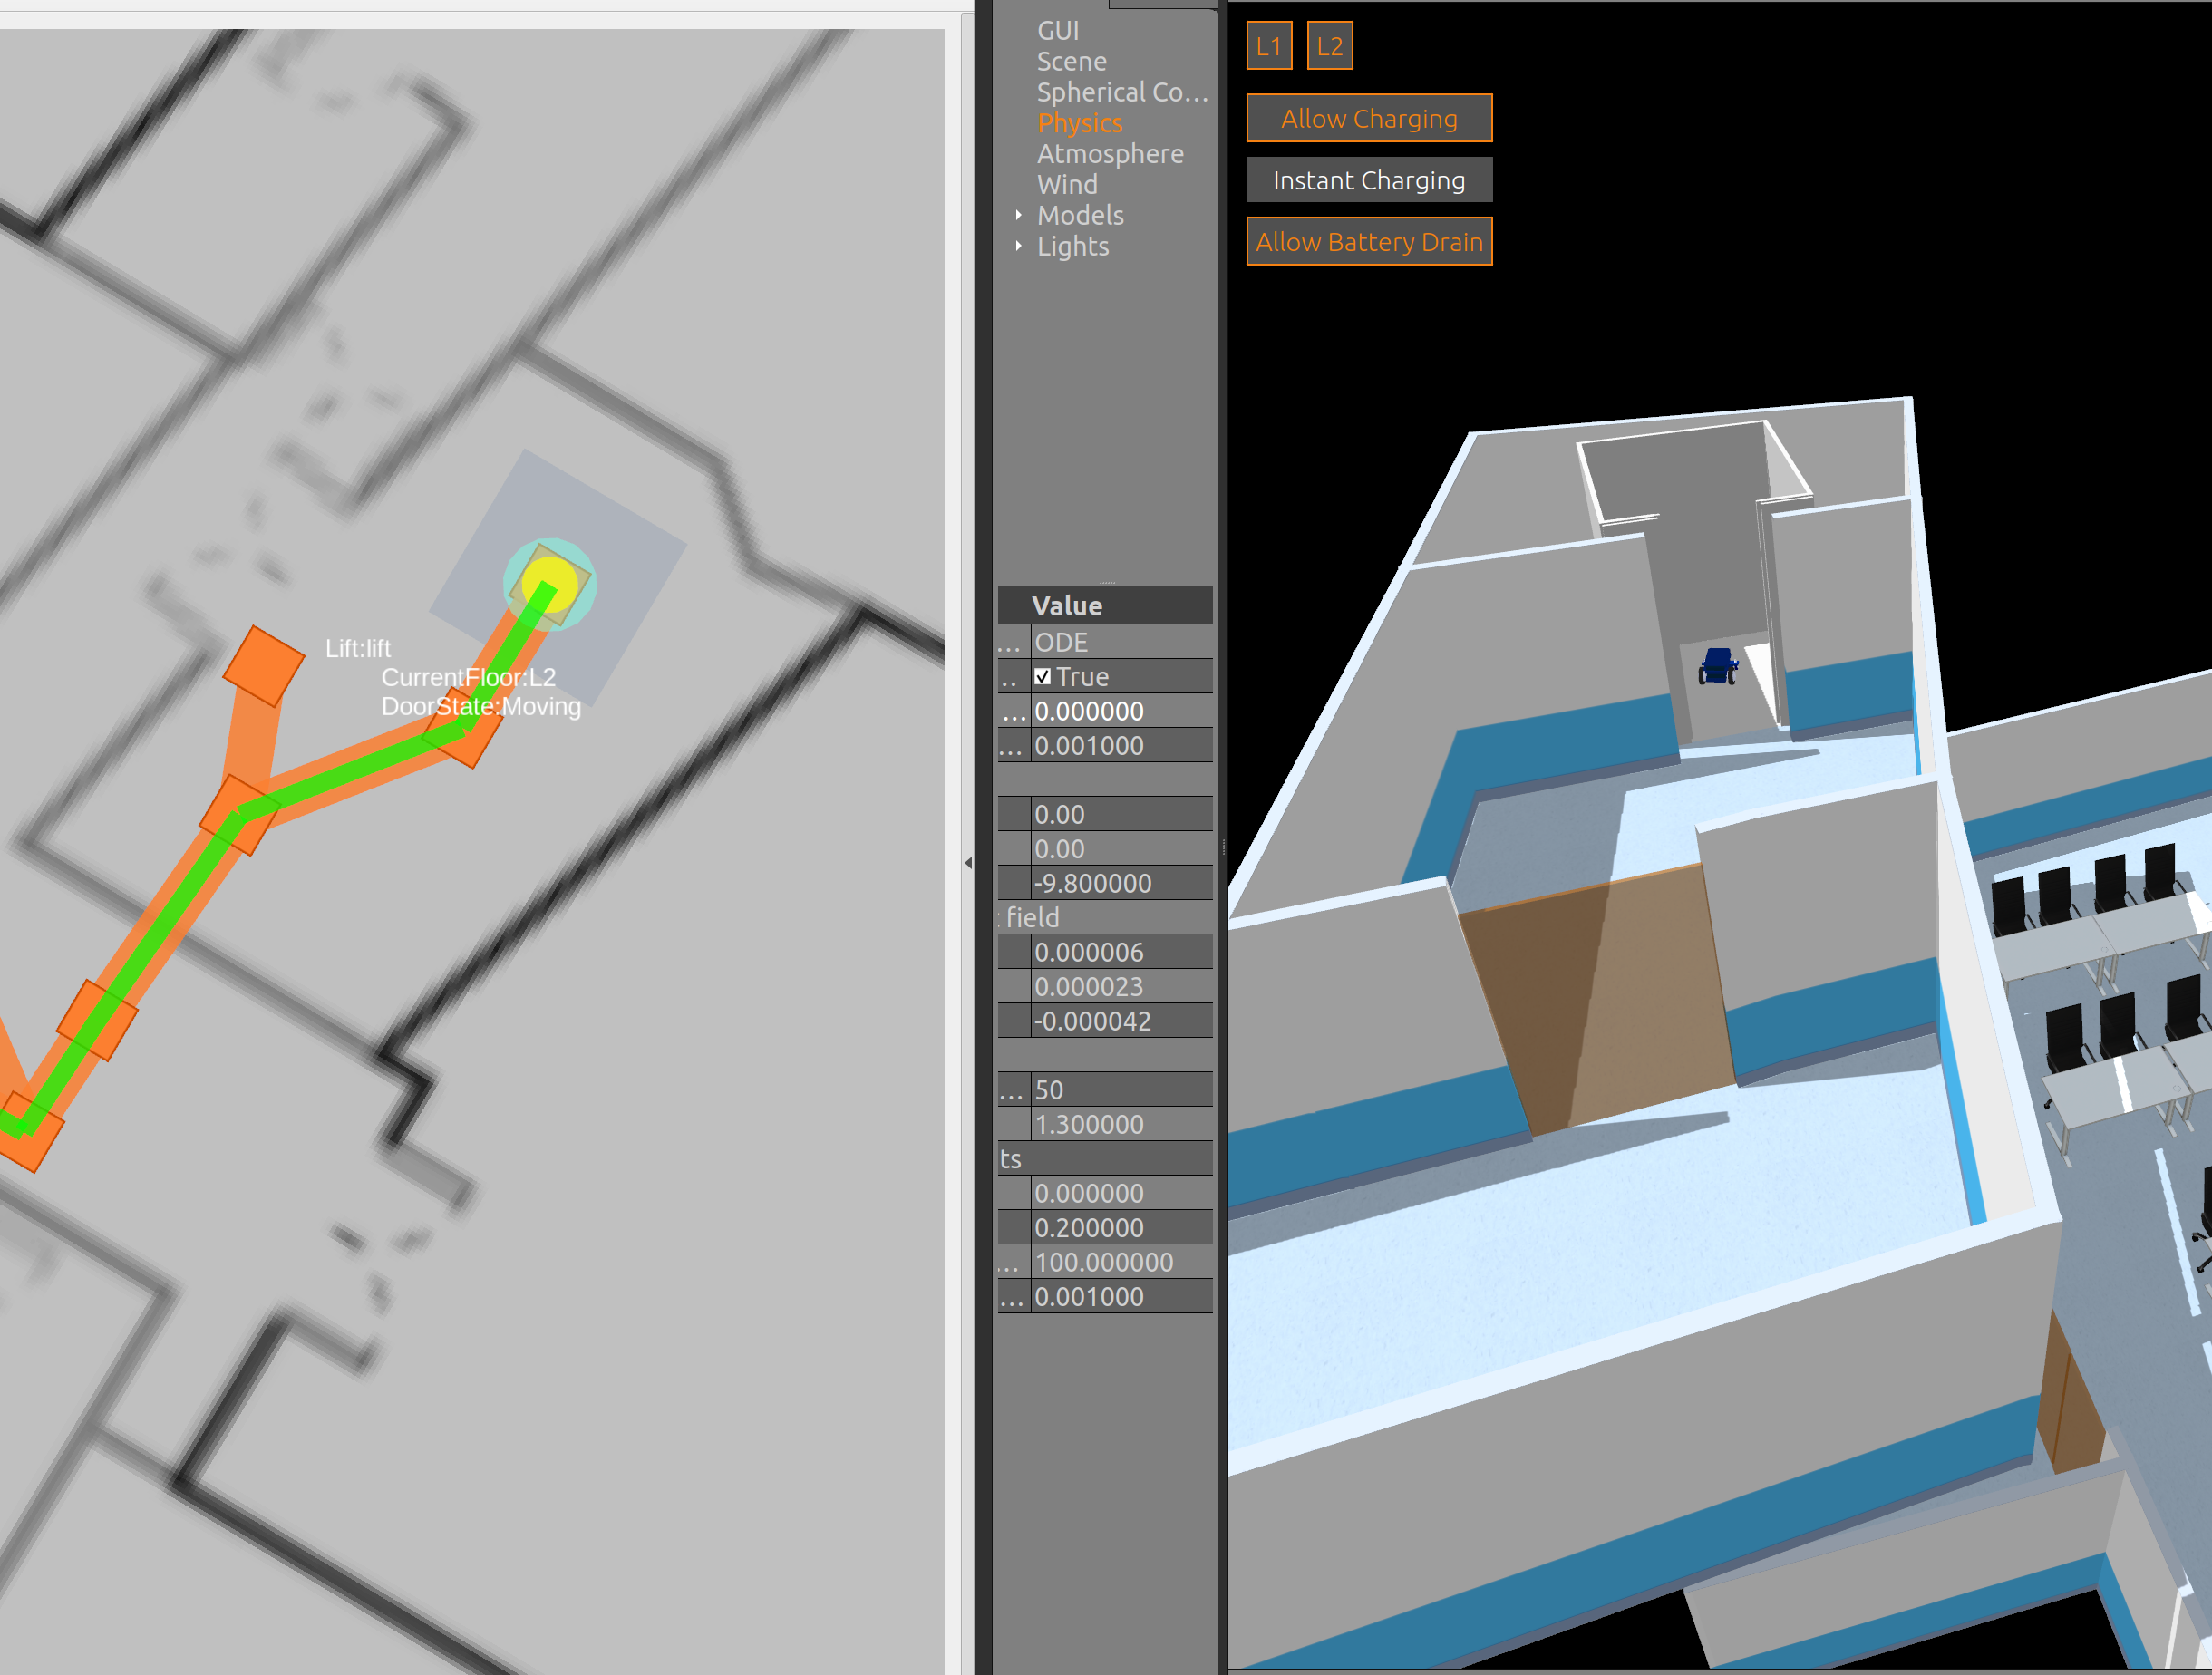 Lift:lift
CurrentFloor:L2
DoorState:Moving
GUI
Scene
Spherical Co...
Physics
Atmosphere
Wind
Models
Lights
Value
... ODE
.. True
... 0.000000
... 0.001000
0.00
0.00
-9.800000
field
0.000006
0.000023
-0.000042
... 50
1.300000
ts
0.000000
0.200000
... 100.000000
... 0.001000
L1 L2
Allow Charging
Instant Charging
Allow Battery Drain